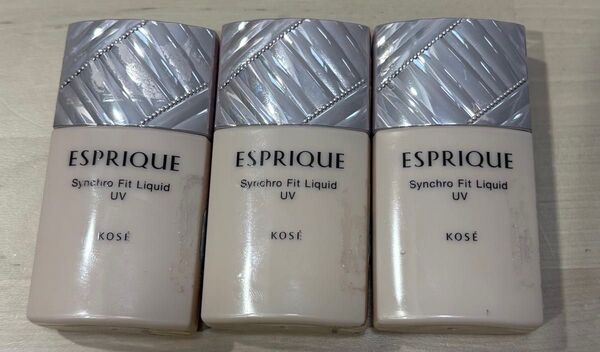 ESPRIQUE
Synchro Fit Liquid
UV
KOSÉ
ESPRIQUE
Synchro Fit Liquid
UV
KOSÉ
ESPRIQUE
Synchro Fit Liquid
UV
KOSÉ